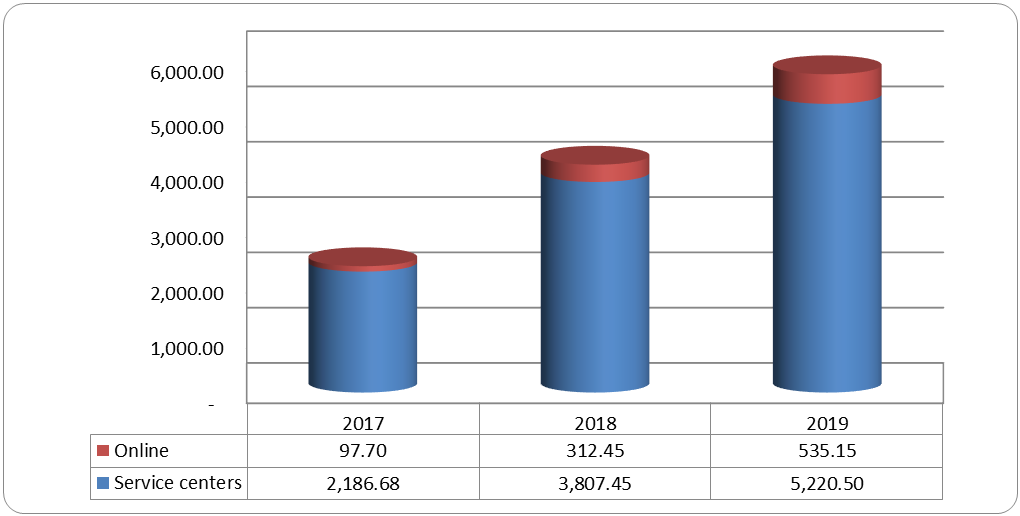 6,000.00
5,000.00
4,000.00
3,000.00
2,000.00
1,000.00
-
2017 2018 2019
Online 97.70 312.45 535.15
Service centers 2,186.68 3,807.45 5,220.50